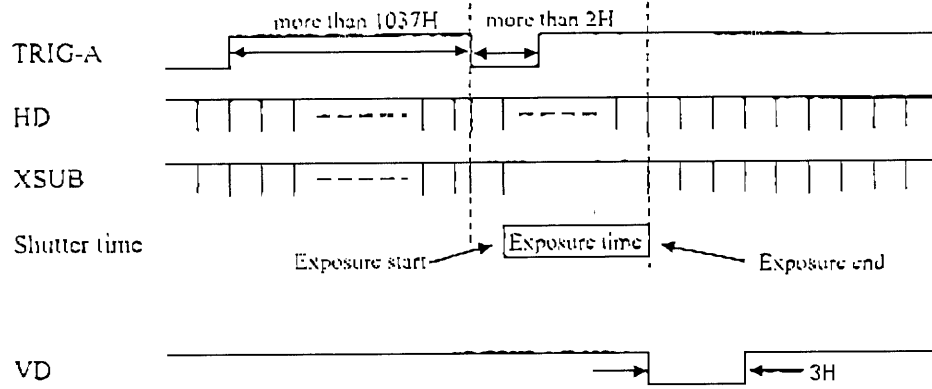 more than 1037H
more than 2H
TRIG-A
HD
XSUB
Shutter time
Exposure time
Exposure start
Exposure end
VD
3H